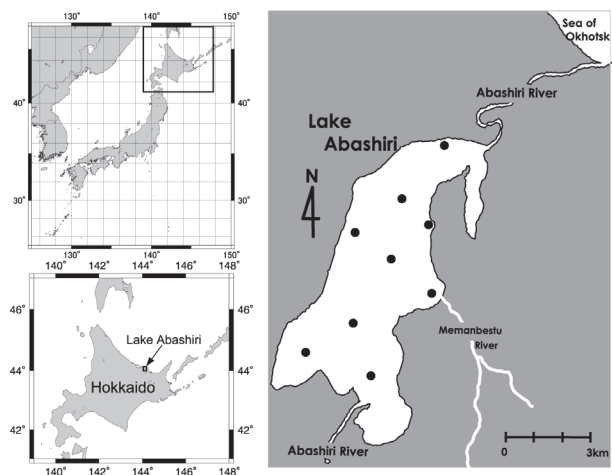 130°
140°
150°
40°
30°
40°
30°
130°
140°
150°
140°
142°
144°
146°
148°
46°
44°
42°
46°
44°
42°
Lake Abashiri
Hokkaido
140°
142°
144°
146°
148°
Sea of
Okhotsk
Abashiri River
Lake
Abashiri
N
Memanbestu
River
Abashiri River
0
3km